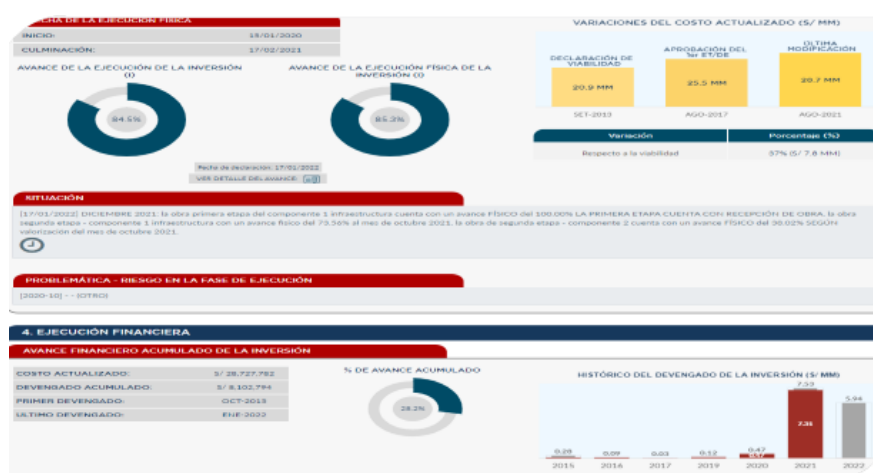 FECHA DE LA EJECUCIÓN FÍSICA
INICIO: 15/01/2020
CULMINACIÓN: 17/02/2021
AVANCE DE LA EJECUCIÓN DE LA INVERSIÓN (I)
84.5%
AVANCE DE LA EJECUCIÓN FÍSICA DE LA INVERSIÓN (I)
85.3%
Fecha de declaración: 17/01/2022
VER DETALLE DEL AVANCE:
VARIACIONES DEL COSTO ACTUALIZADO (S/ MM)
DECLARACIÓN DE VIABILIDAD
20.9 MM
SET-2013
APROBACIÓN DEL 1er ET/DE
25.5 MM
AGO-2017
ÚLTIMA MODIFICACIÓN
28.7 MM
AGO-2021
Variación Porcentaje (%)
Respecto a la viabilidad 37% (S/ 7.8 MM)
SITUACIÓN
[17/01/2022] DICIEMBRE 2021: la obra primera etapa del componente 1 infraestructura cuenta con un avance FÍSICO del 100.00% LA PRIMERA ETAPA CUENTA CON RECEPCIÓN DE OBRA. la obra
segunda etapa - componente 1 infraestructura con un avance físico del 73.36% al mes de octubre 2021. la obra de segunda etapa - componente 2 cuenta con un avance FÍSICO del 38.02% SEGÚN
valorización del mes de octubre 2021.
PROBLEMÁTICA - RIESGO EN LA FASE DE EJECUCIÓN
[2020-10] - - (OTRO)
4. EJECUCIÓN FINANCIERA
AVANCE FINANCIERO ACUMULADO DE LA INVERSIÓN
COSTO ACTUALIZADO: S/ 28,727,782
DEVENGADO ACUMULADO: S/ 8,102,794
PRIMER DEVENGADO: OCT-2015
ULTIMO DEVENGADO: ENE-2022
% DE AVANCE ACUMULADO
28.2%
HISTÓRICO DEL DEVENGADO DE LA INVERSIÓN (S/ MM)
0.28 0.09 0.03 0.12 0.47 7.53 5.94
0.47 7.36
2015 2016 2017 2019 2020 2021 2022